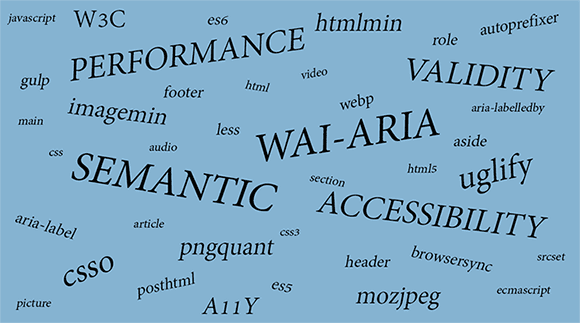 javascript
W3C
es6
htmlmin
autoprefixer
role
PERFORMANCE
VALIDITY
gulp
footer
html
video
webp
aria-labelledby
imagemin
main
less
WAI-ARIA
aside
css
audio
html5
uglify
SEMANTIC
section
ACCESSIBILITY
aria-label
article
css3
pngquant
header
browsersync
srcset
csso
posthtml
es5
mozjpeg
ecmascript
picture
A11Y